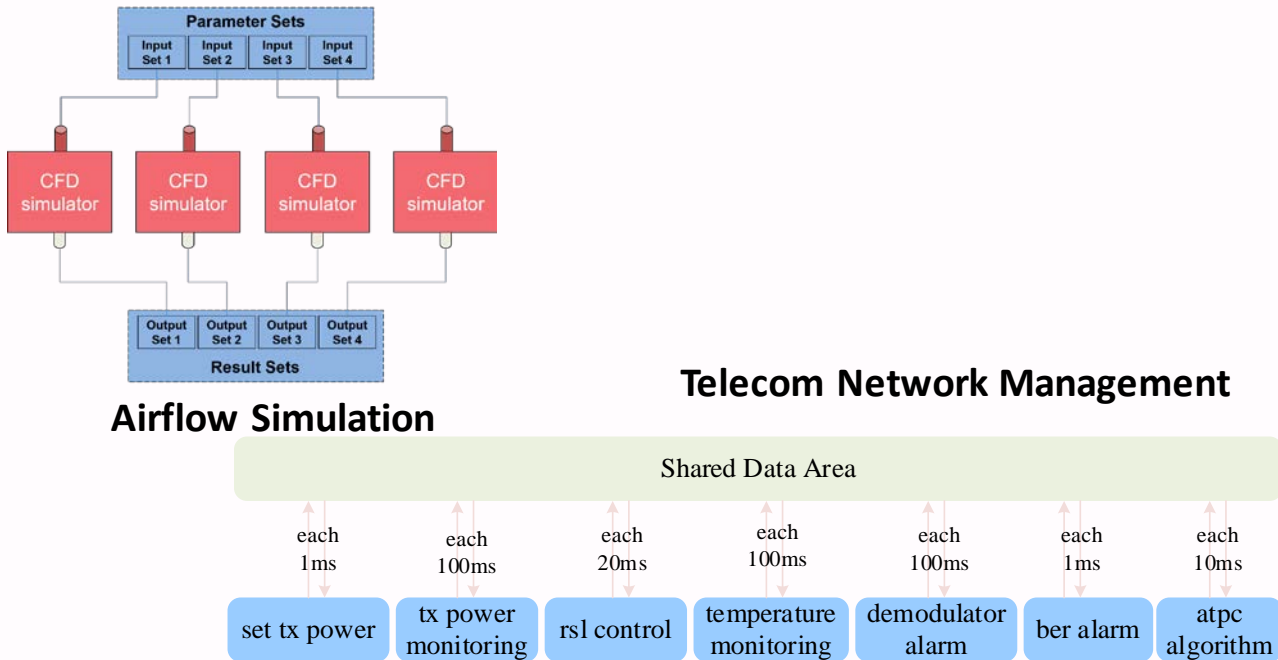 Parameter Sets
Input Set 1
Input Set 2
Input Set 3
Input Set 4
CFD simulator
CFD simulator
CFD simulator
CFD simulator
Output Set 1
Output Set 2
Output Set 3
Output Set 4
Result Sets
Airflow Simulation
Telecom Network Management
Shared Data Area
each 1ms
each 100ms
each 20ms
each 100ms
each 100ms
each 1ms
each 10ms
set tx power
tx power monitoring
rsl control
temperature monitoring
demodulator alarm
ber alarm
atpc algorithm